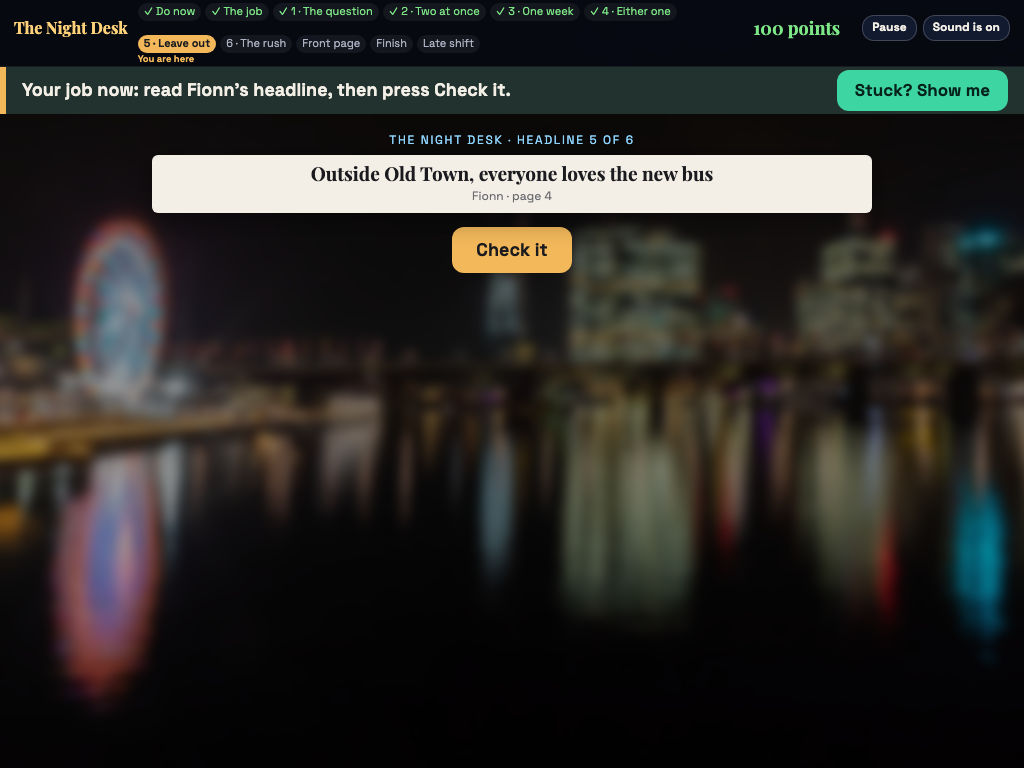 The Night Desk
✓ Do now ✓ The job ✓ 1 · The question ✓ 2 · Two at once ✓ 3 · One week ✓ 4 · Either one
5 · Leave out 6 · The rush Front page Finish Late shift
You are here
100 points
Pause
Sound is on
Your job now: read Fionn's headline, then press Check it.
Stuck? Show me
THE NIGHT DESK · HEADLINE 5 OF 6
Outside Old Town, everyone loves the new bus
Fionn · page 4
Check it